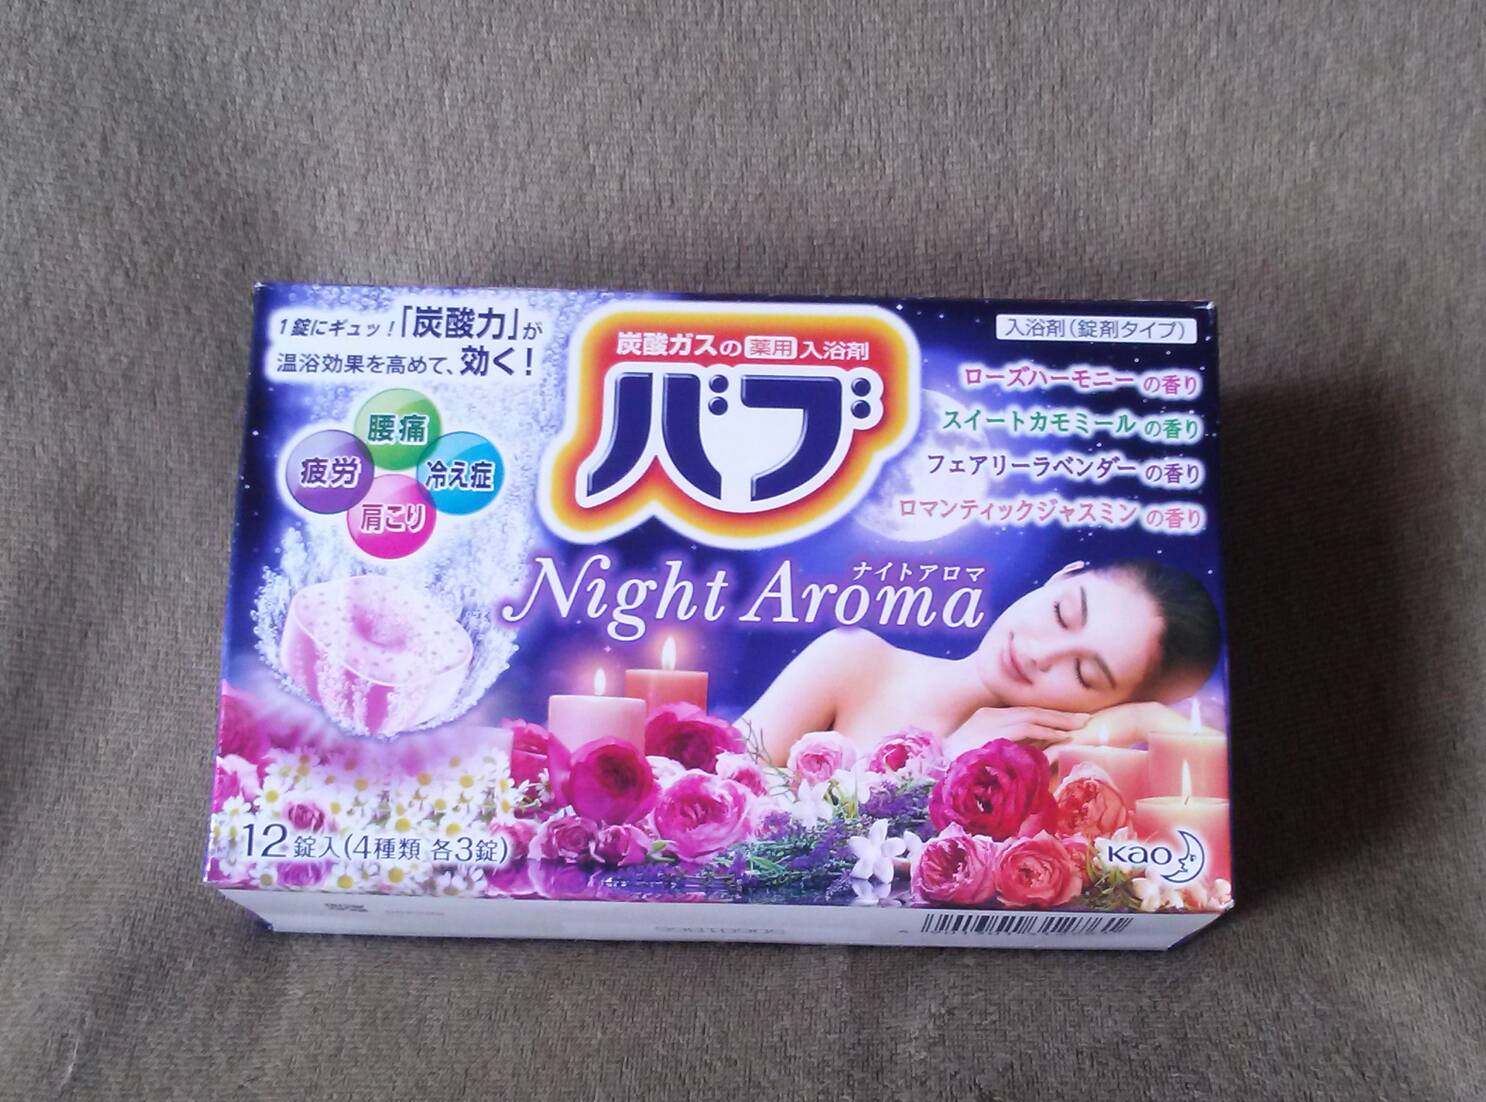 1錠にギュッ!「炭酸力」が
温浴効果を高めて、効く!
腰痛
疲労
冷え症
肩こり
炭酸ガスの薬用入浴剤
バブ
ナイトアロマ
Night Aroma
入浴剤(錠剤タイプ)
ローズハーモニーの香り
スイートカモミールの香り
フェアリーラベンダーの香り
ロマンティックジャスミンの香り
12錠入(4種類 各3錠)
Kao